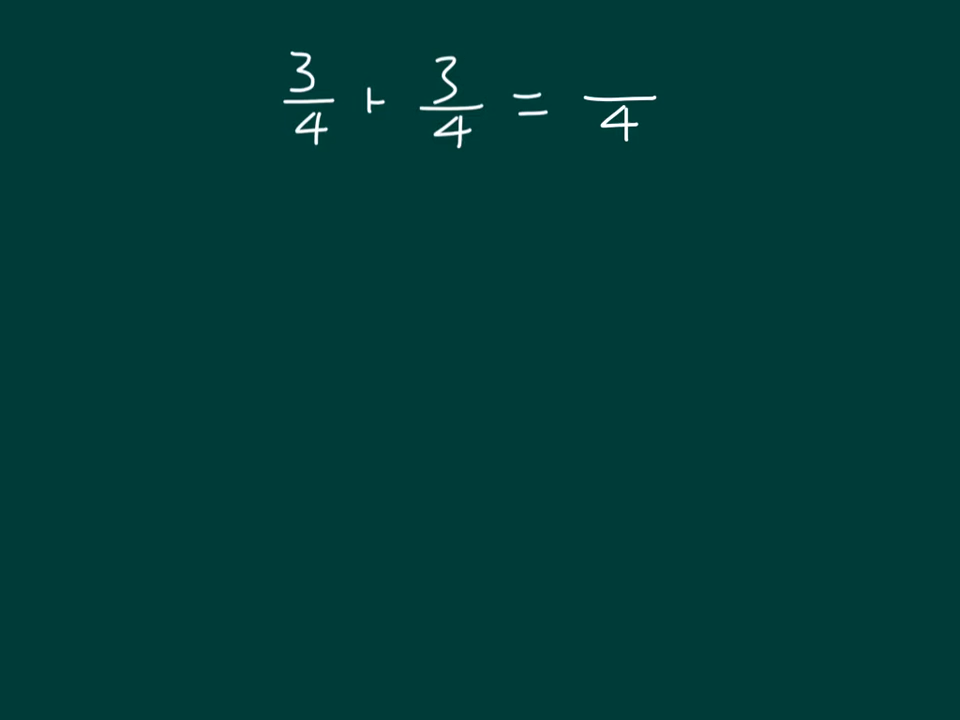 3/4 + 3/4 = /4